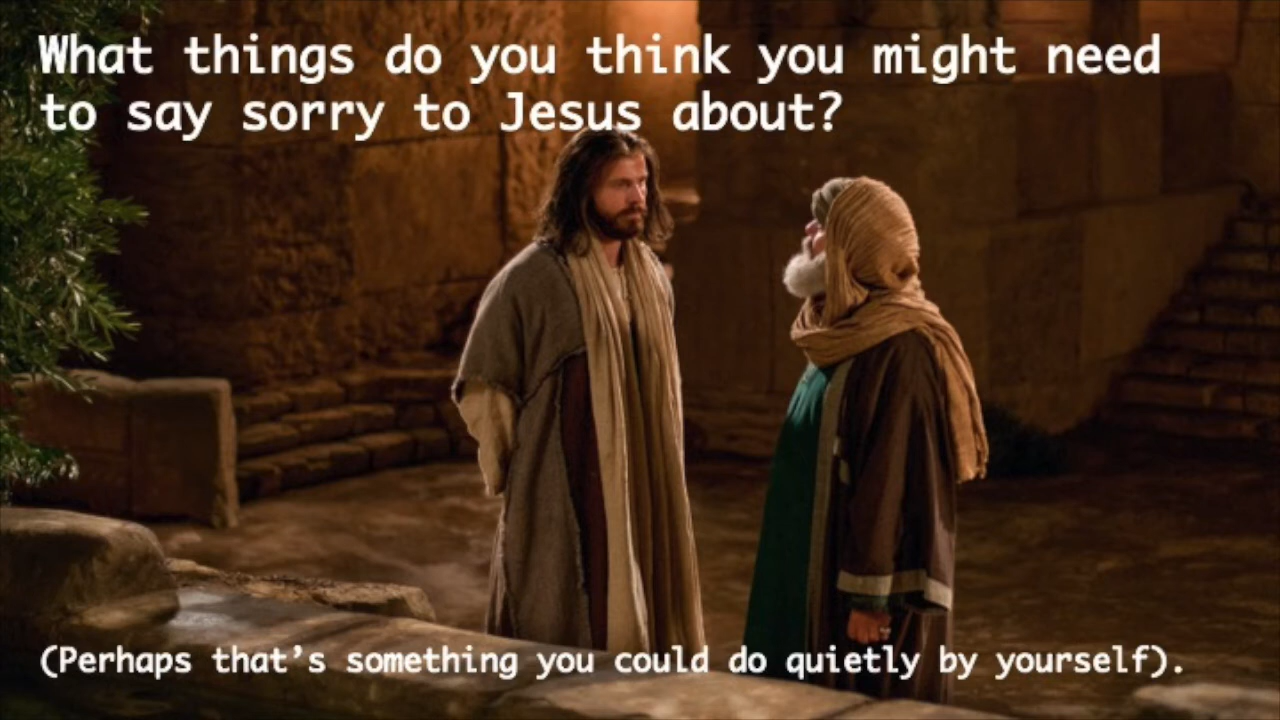 What things do you think you might need
to say sorry to Jesus about?
(Perhaps that’s something you could do quietly by yourself).